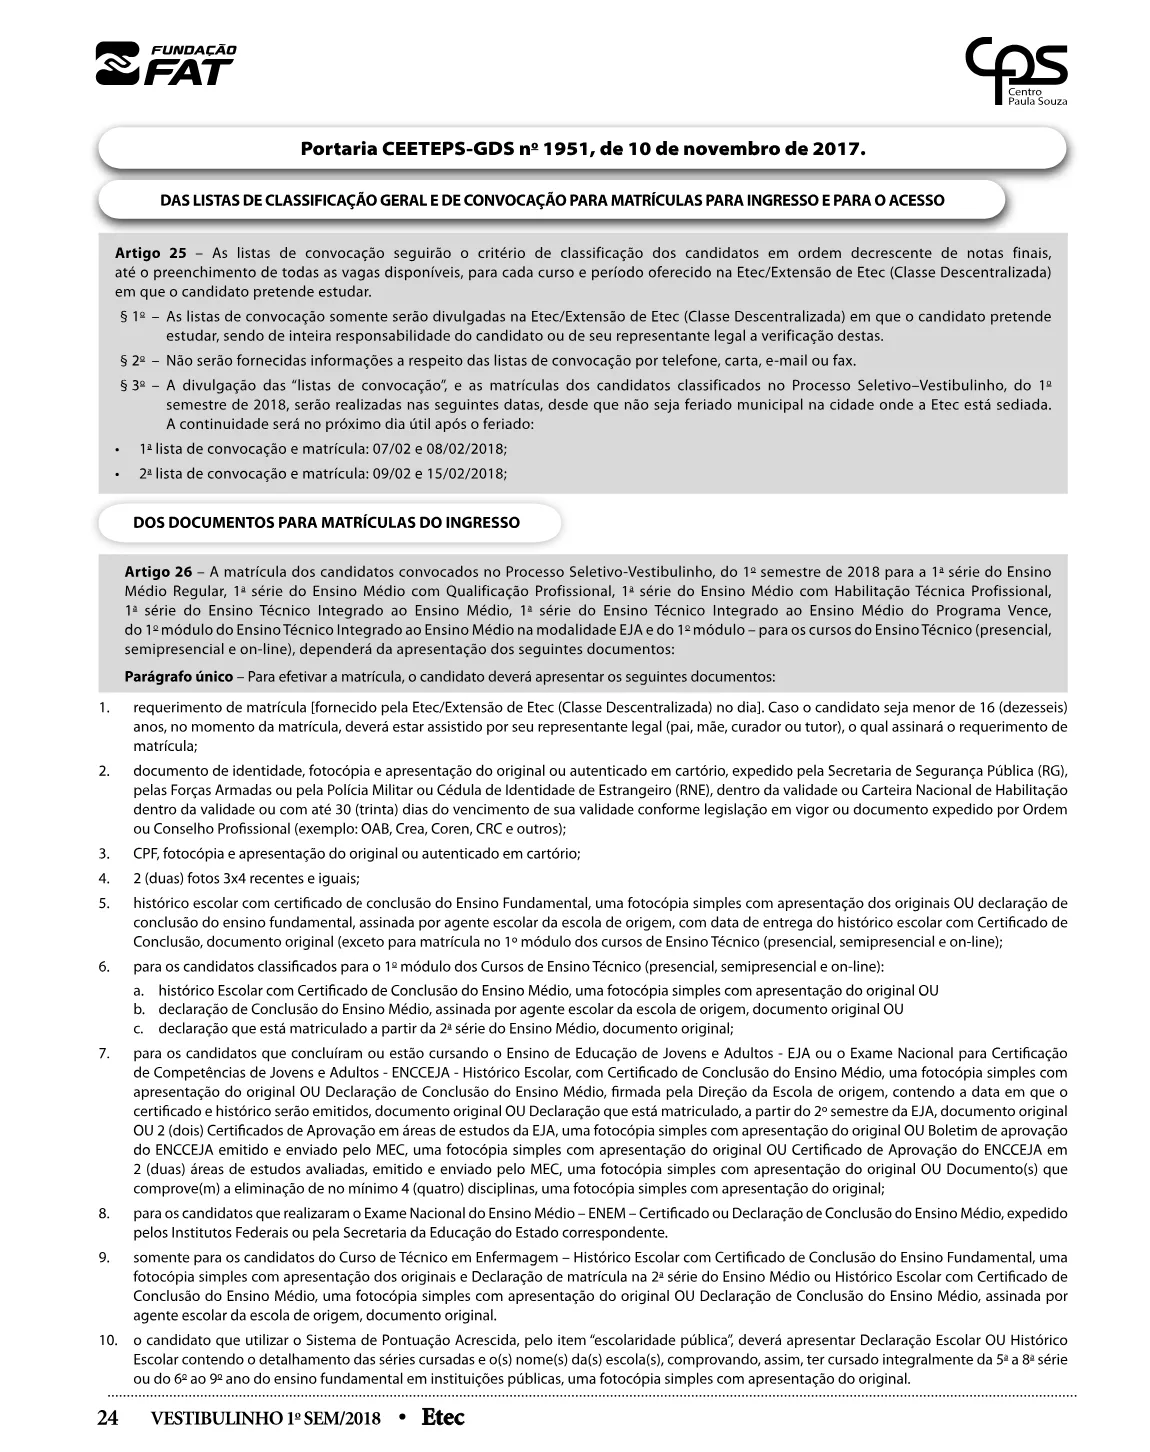 FUNDAÇÃO
FAT
CPS
Centro
Paula Souza
Portaria CEETEPS-GDS nº 1951, de 10 de novembro de 2017.
DAS LISTAS DE CLASSIFICAÇÃO GERAL E DE CONVOCAÇÃO PARA MATRÍCULAS PARA INGRESSO E PARA O ACESSO
Artigo 25 – As listas de convocação seguirão o critério de classificação dos candidatos em ordem decrescente de notas finais,
até o preenchimento de todas as vagas disponíveis, para cada curso e período oferecido na Etec/Extensão de Etec (Classe Descentralizada)
em que o candidato pretende estudar.
§ 1º – As listas de convocação somente serão divulgadas na Etec/Extensão de Etec (Classe Descentralizada) em que o candidato pretende
estudar, sendo de inteira responsabilidade do candidato ou de seu representante legal a verificação destas.
§ 2º – Não serão fornecidas informações a respeito das listas de convocação por telefone, carta, e-mail ou fax.
§ 3º – A divulgação das “listas de convocação”, e as matrículas dos candidatos classificados no Processo Seletivo–Vestibulinho, do 1º
semestre de 2018, serão realizadas nas seguintes datas, desde que não seja feriado municipal na cidade onde a Etec está sediada.
A continuidade será no próximo dia útil após o feriado:
• 1ª lista de convocação e matrícula: 07/02 e 08/02/2018;
• 2ª lista de convocação e matrícula: 09/02 e 15/02/2018;
DOS DOCUMENTOS PARA MATRÍCULAS DO INGRESSO
Artigo 26 – A matrícula dos candidatos convocados no Processo Seletivo-Vestibulinho, do 1º semestre de 2018 para a 1ª série do Ensino
Médio Regular, 1ª série do Ensino Médio com Qualificação Profissional, 1ª série do Ensino Médio com Habilitação Técnica Profissional,
1ª série do Ensino Técnico Integrado ao Ensino Médio, 1ª série do Ensino Técnico Integrado ao Ensino Médio do Programa Vence,
do 1º módulo do Ensino Técnico Integrado ao Ensino Médio na modalidade EJA e do 1º módulo – para os cursos do Ensino Técnico (presencial,
semipresencial e on-line), dependerá da apresentação dos seguintes documentos:
Parágrafo único – Para efetivar a matrícula, o candidato deverá apresentar os seguintes documentos:
1. requerimento de matrícula [fornecido pela Etec/Extensão de Etec (Classe Descentralizada) no dia]. Caso o candidato seja menor de 16 (dezesseis)
anos, no momento da matrícula, deverá estar assistido por seu representante legal (pai, mãe, curador ou tutor), o qual assinará o requerimento de
matrícula;
2. documento de identidade, fotocópia e apresentação do original ou autenticado em cartório, expedido pela Secretaria de Segurança Pública (RG),
pelas Forças Armadas ou pela Polícia Militar ou Cédula de Identidade de Estrangeiro (RNE), dentro da validade ou Carteira Nacional de Habilitação
dentro da validade ou com até 30 (trinta) dias do vencimento de sua validade conforme legislação em vigor ou documento expedido por Ordem
ou Conselho Profissional (exemplo: OAB, Crea, Coren, CRC e outros);
3. CPF, fotocópia e apresentação do original ou autenticado em cartório;
4. 2 (duas) fotos 3x4 recentes e iguais;
5. histórico escolar com certificado de conclusão do Ensino Fundamental, uma fotocópia simples com apresentação dos originais OU declaração de
conclusão do ensino fundamental, assinada por agente escolar da escola de origem, com data de entrega do histórico escolar com Certificado de
Conclusão, documento original (exceto para matrícula no 1º módulo dos cursos de Ensino Técnico (presencial, semipresencial e on-line);
6. para os candidatos classificados para o 1º módulo dos Cursos de Ensino Técnico (presencial, semipresencial e on-line):
a. histórico Escolar com Certificado de Conclusão do Ensino Médio, uma fotocópia simples com apresentação do original OU
b. declaração de Conclusão do Ensino Médio, assinada por agente escolar da escola de origem, documento original OU
c. declaração que está matriculado a partir da 2ª série do Ensino Médio, documento original;
7. para os candidatos que concluíram ou estão cursando o Ensino de Educação de Jovens e Adultos - EJA ou o Exame Nacional para Certificação
de Competências de Jovens e Adultos - ENCCEJA - Histórico Escolar, com Certificado de Conclusão do Ensino Médio, uma fotocópia simples com
apresentação do original OU Declaração de Conclusão do Ensino Médio, firmada pela Direção da Escola de origem, contendo a data em que o
certificado e histórico serão emitidos, documento original OU Declaração que está matriculado, a partir do 2º semestre da EJA, documento original
OU 2 (dois) Certificados de Aprovação em áreas de estudos da EJA, uma fotocópia simples com apresentação do original OU Boletim de aprovação
do ENCCEJA emitido e enviado pelo MEC, uma fotocópia simples com apresentação do original OU Certificado de Aprovação do ENCCEJA em
2 (duas) áreas de estudos avaliadas, emitido e enviado pelo MEC, uma fotocópia simples com apresentação do original OU Documento(s) que
comprove(m) a eliminação de no mínimo 4 (quatro) disciplinas, uma fotocópia simples com apresentação do original;
8. para os candidatos que realizaram o Exame Nacional do Ensino Médio – ENEM – Certificado ou Declaração de Conclusão do Ensino Médio, expedido
pelos Institutos Federais ou pela Secretaria da Educação do Estado correspondente.
9. somente para os candidatos do Curso de Técnico em Enfermagem – Histórico Escolar com Certificado de Conclusão do Ensino Fundamental, uma
fotocópia simples com apresentação dos originais e Declaração de matrícula na 2ª série do Ensino Médio ou Histórico Escolar com Certificado de
Conclusão do Ensino Médio, uma fotocópia simples com apresentação do original OU Declaração de Conclusão do Ensino Médio, assinada por
agente escolar da escola de origem, documento original.
10. o candidato que utilizar o Sistema de Pontuação Acrescida, pelo item “escolaridade pública”, deverá apresentar Declaração Escolar OU Histórico
Escolar contendo o detalhamento das séries cursadas e o(s) nome(s) da(s) escola(s), comprovando, assim, ter cursado integralmente da 5ª a 8ª série
ou do 6º ao 9º ano do ensino fundamental em instituições públicas, uma fotocópia simples com apresentação do original.
24 VESTIBULINHO 1º SEM/2018 • Etec